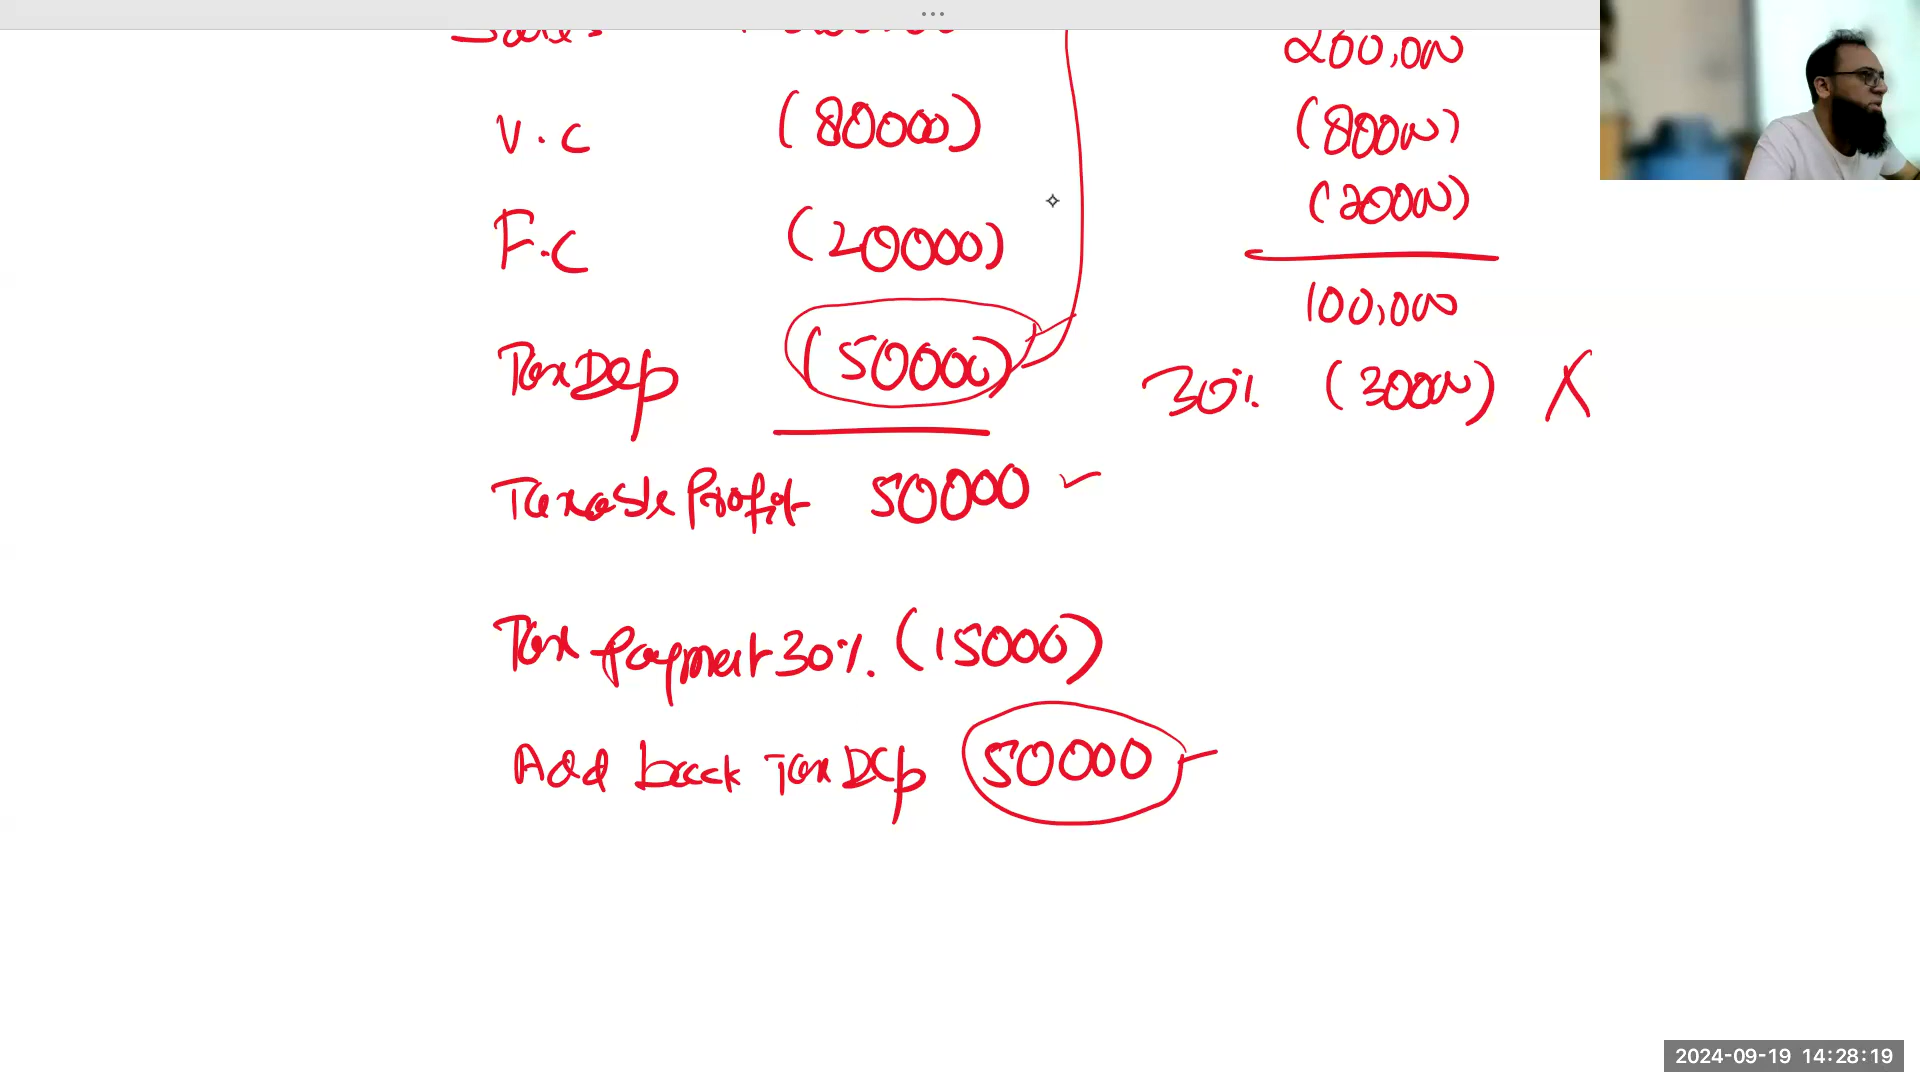 Sales
V.C (80000)
F.C (20000)
Tax Dep (50000)
Taxable Profit 50000
Tax payment 30% (15000)
Add back Tax Dep 50000
200,000
(80000)
(20000)
100,000
30% (30000) X
2024-09-19 14:28:19